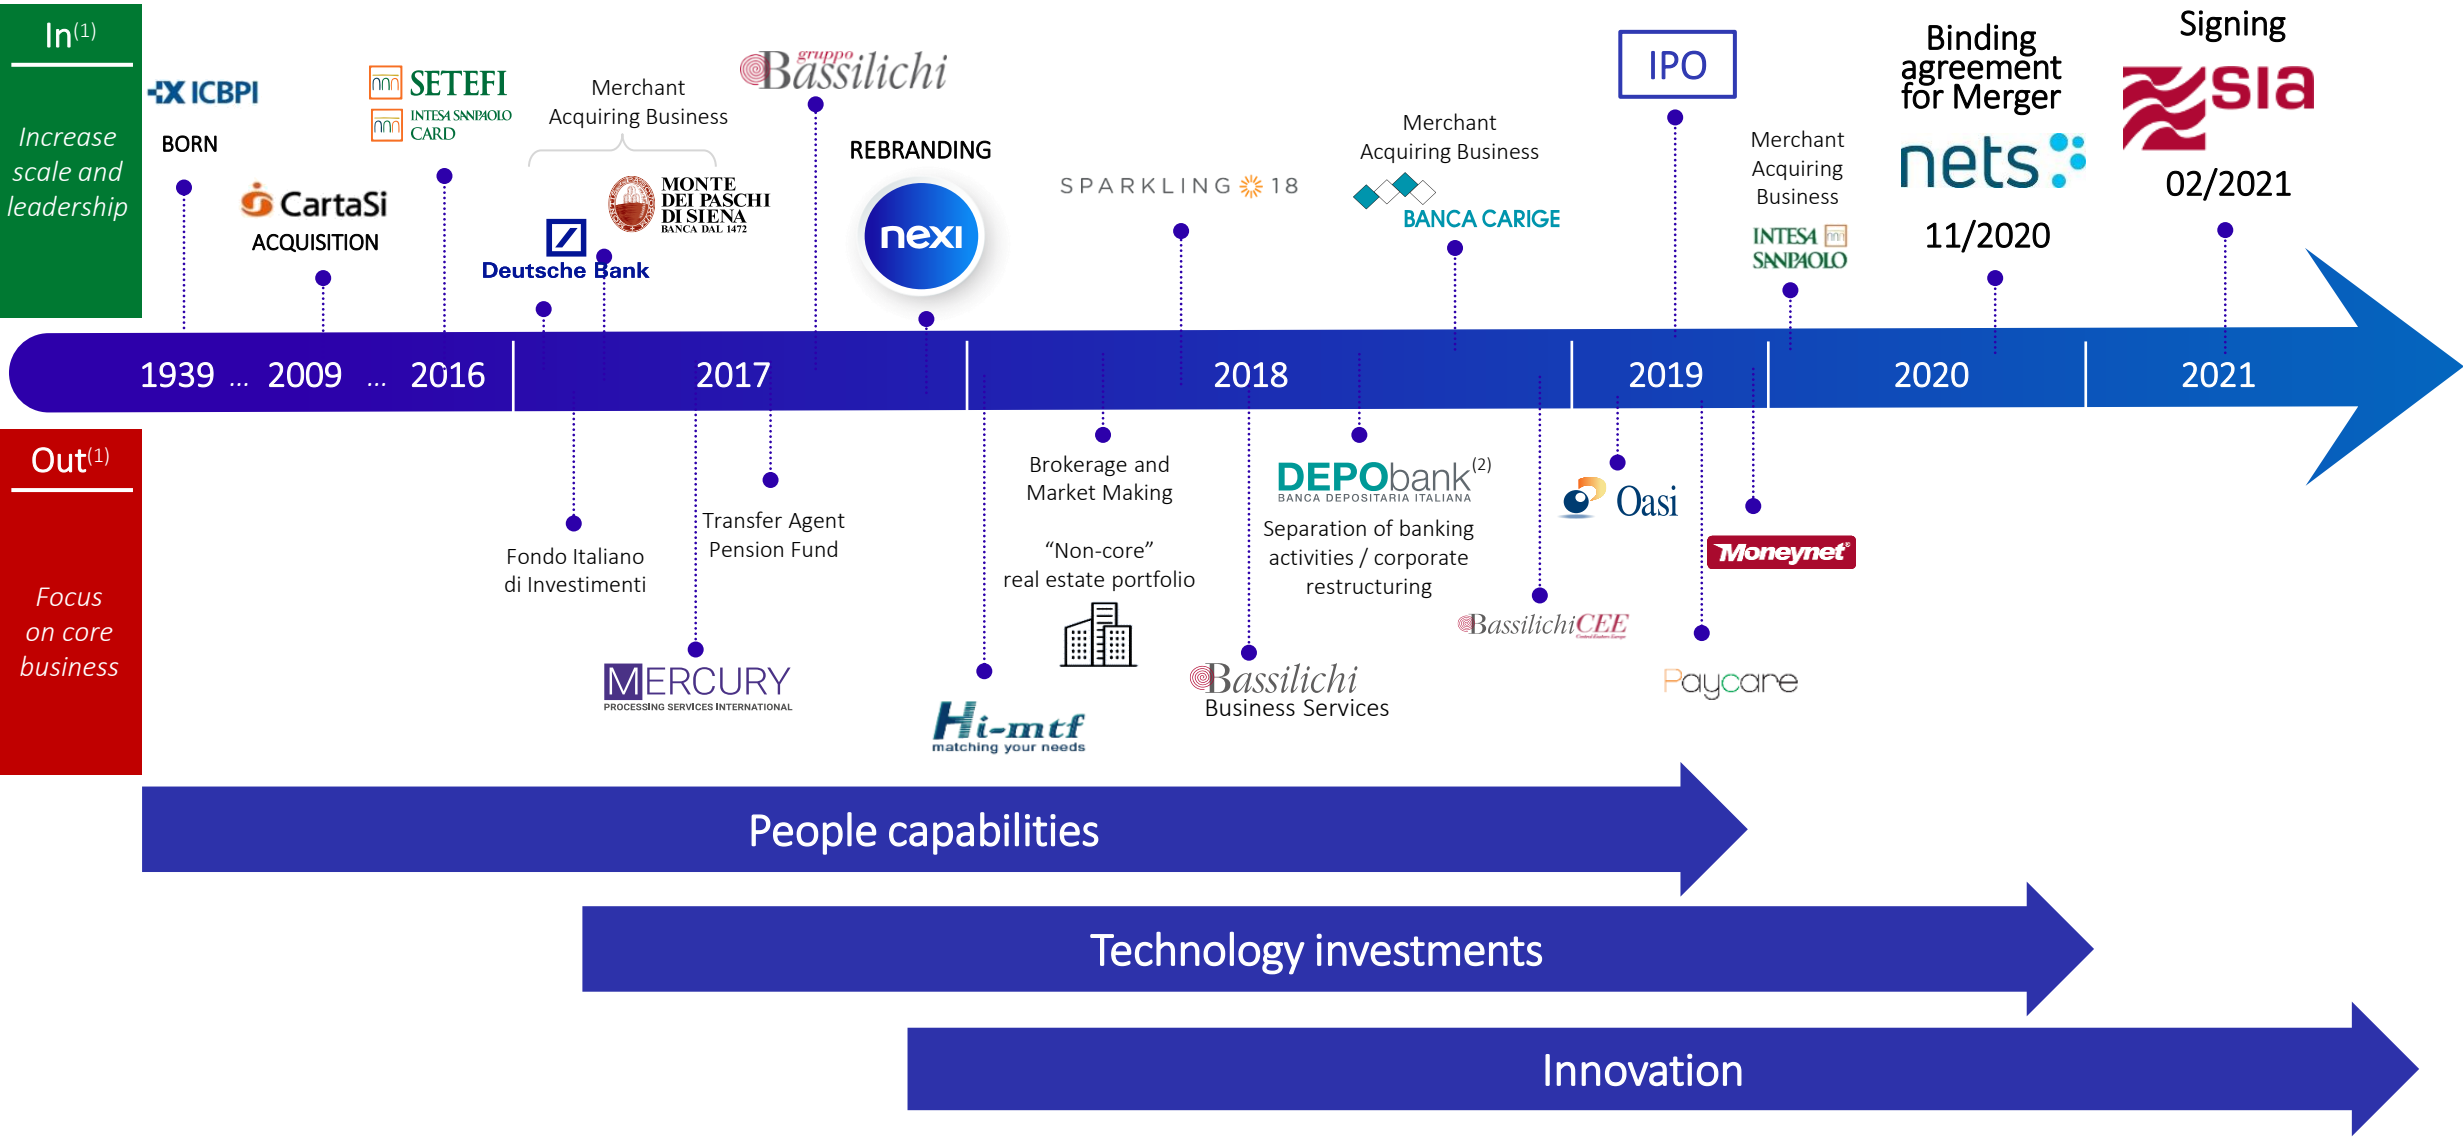 In(1)
Increase
scale and
leadership
ICBPI
BORN
CartaSi
ACQUISITION
SETEFI
INTESA SANPAOLO
CARD
Merchant
Acquiring Business
Deutsche Bank
MONTE
DEI PASCHI
DI SIENA
BANCA DAL 1472
gruppo
Bassilichi
REBRANDING
nexi
SPARKLING 18
Merchant
Acquiring Business
BANCA CARIGE
IPO
Merchant
Acquiring
Business
INTESA
SANPAOLO
Binding
agreement
for Merger
nets
11/2020
Signing
sia
02/2021
1939 ... 2009 ... 2016 2017 2018 2019 2020 2021
Out(1)
Focus
on core
business
Fondo Italiano
di Investimenti
MERCURY
PROCESSING SERVICES INTERNATIONAL
Transfer Agent
Pension Fund
Hi-mtf
matching your needs
Brokerage and
Market Making
“Non-core”
real estate portfolio
Bassilichi
Business Services
DEPObank(2)
BANCA DEPOSITARIA ITALIANA
Separation of banking
activities / corporate
restructuring
BassilichiCEE
Central Eastern Europe
Oasi
Paycare
Moneynet®
People capabilities
Technology investments
Innovation